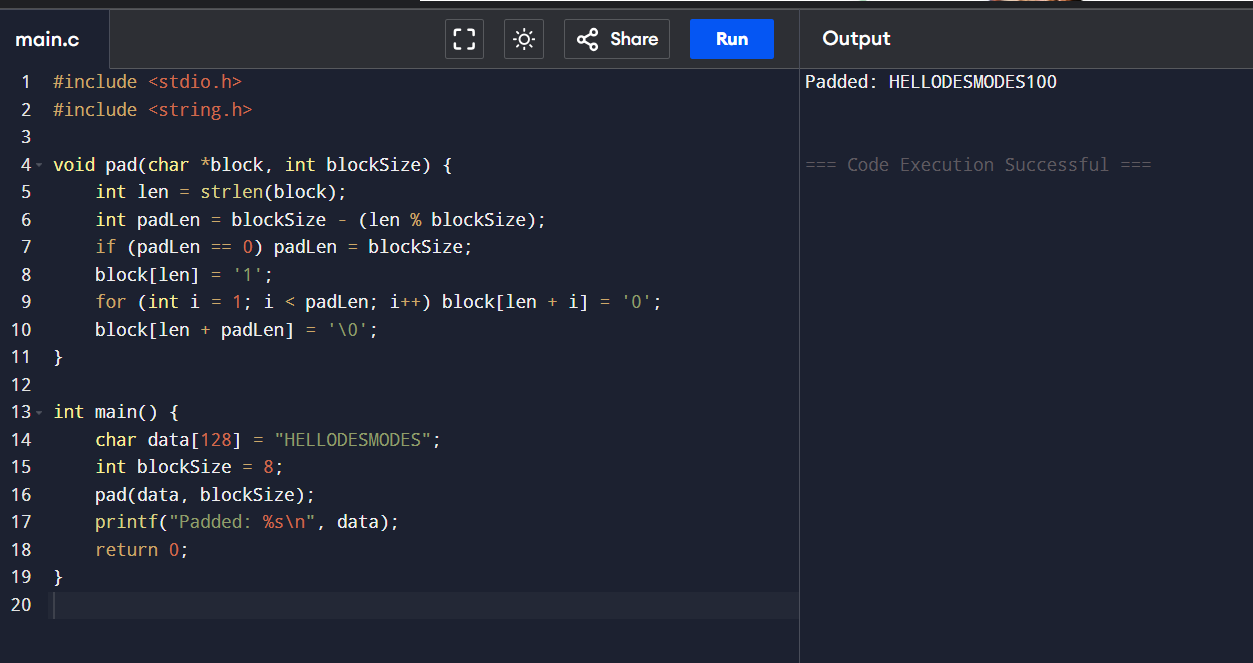 main.c
Share
Run
Output
1 #include <stdio.h>
2 #include <string.h>
3
4 void pad(char *block, int blockSize) {
5     int len = strlen(block);
6     int padLen = blockSize - (len % blockSize);
7     if (padLen == 0) padLen = blockSize;
8     block[len] = '1';
9     for (int i = 1; i < padLen; i++) block[len + i] = '0';
10     block[len + padLen] = '\0';
11 }
12
13 int main() {
14     char data[128] = "HELLODESMODES";
15     int blockSize = 8;
16     pad(data, blockSize);
17     printf("Padded: %s\n", data);
18     return 0;
19 }
20
Padded: HELLODESMODES100
=== Code Execution Successful ===